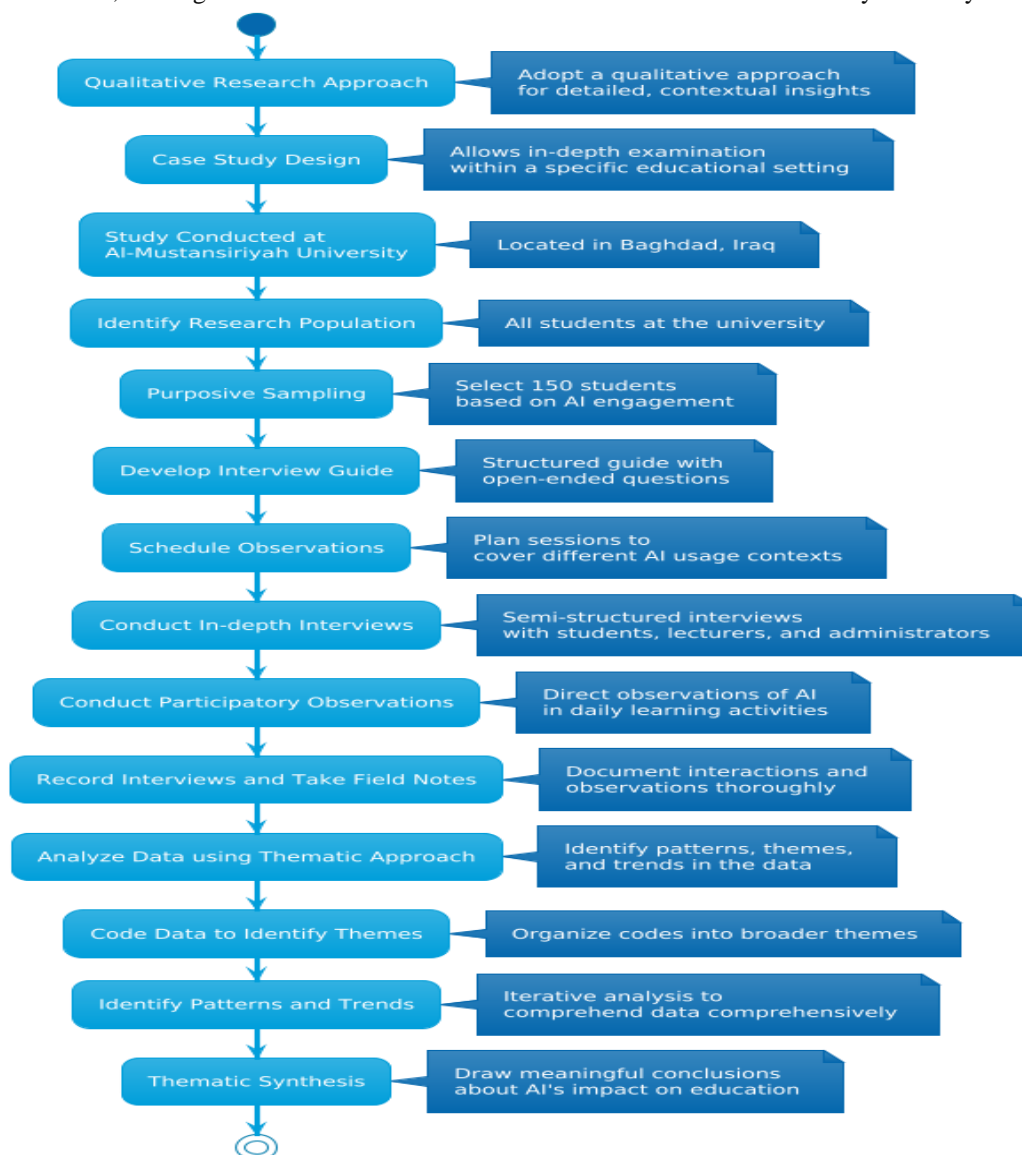 Qualitative Research Approach
Adopt a qualitative approach
for detailed, contextual insights
Case Study Design
Allows in-depth examination
within a specific educational setting
Study Conducted at
Al-Mustansiriyah University
Located in Baghdad, Iraq
Identify Research Population
All students at the university
Purposive Sampling
Select 150 students
based on AI engagement
Develop Interview Guide
Structured guide with
open-ended questions
Schedule Observations
Plan sessions to
cover different AI usage contexts
Conduct In-depth Interviews
Semi-structured interviews
with students, lecturers, and administrators
Conduct Participatory Observations
Direct observations of AI
in daily learning activities
Record Interviews and Take Field Notes
Document interactions and
observations thoroughly
Analyze Data using Thematic Approach
Identify patterns, themes,
and trends in the data
Code Data to Identify Themes
Organize codes into broader themes
Identify Patterns and Trends
Iterative analysis to
comprehend data comprehensively
Thematic Synthesis
Draw meaningful conclusions
about AI's impact on education